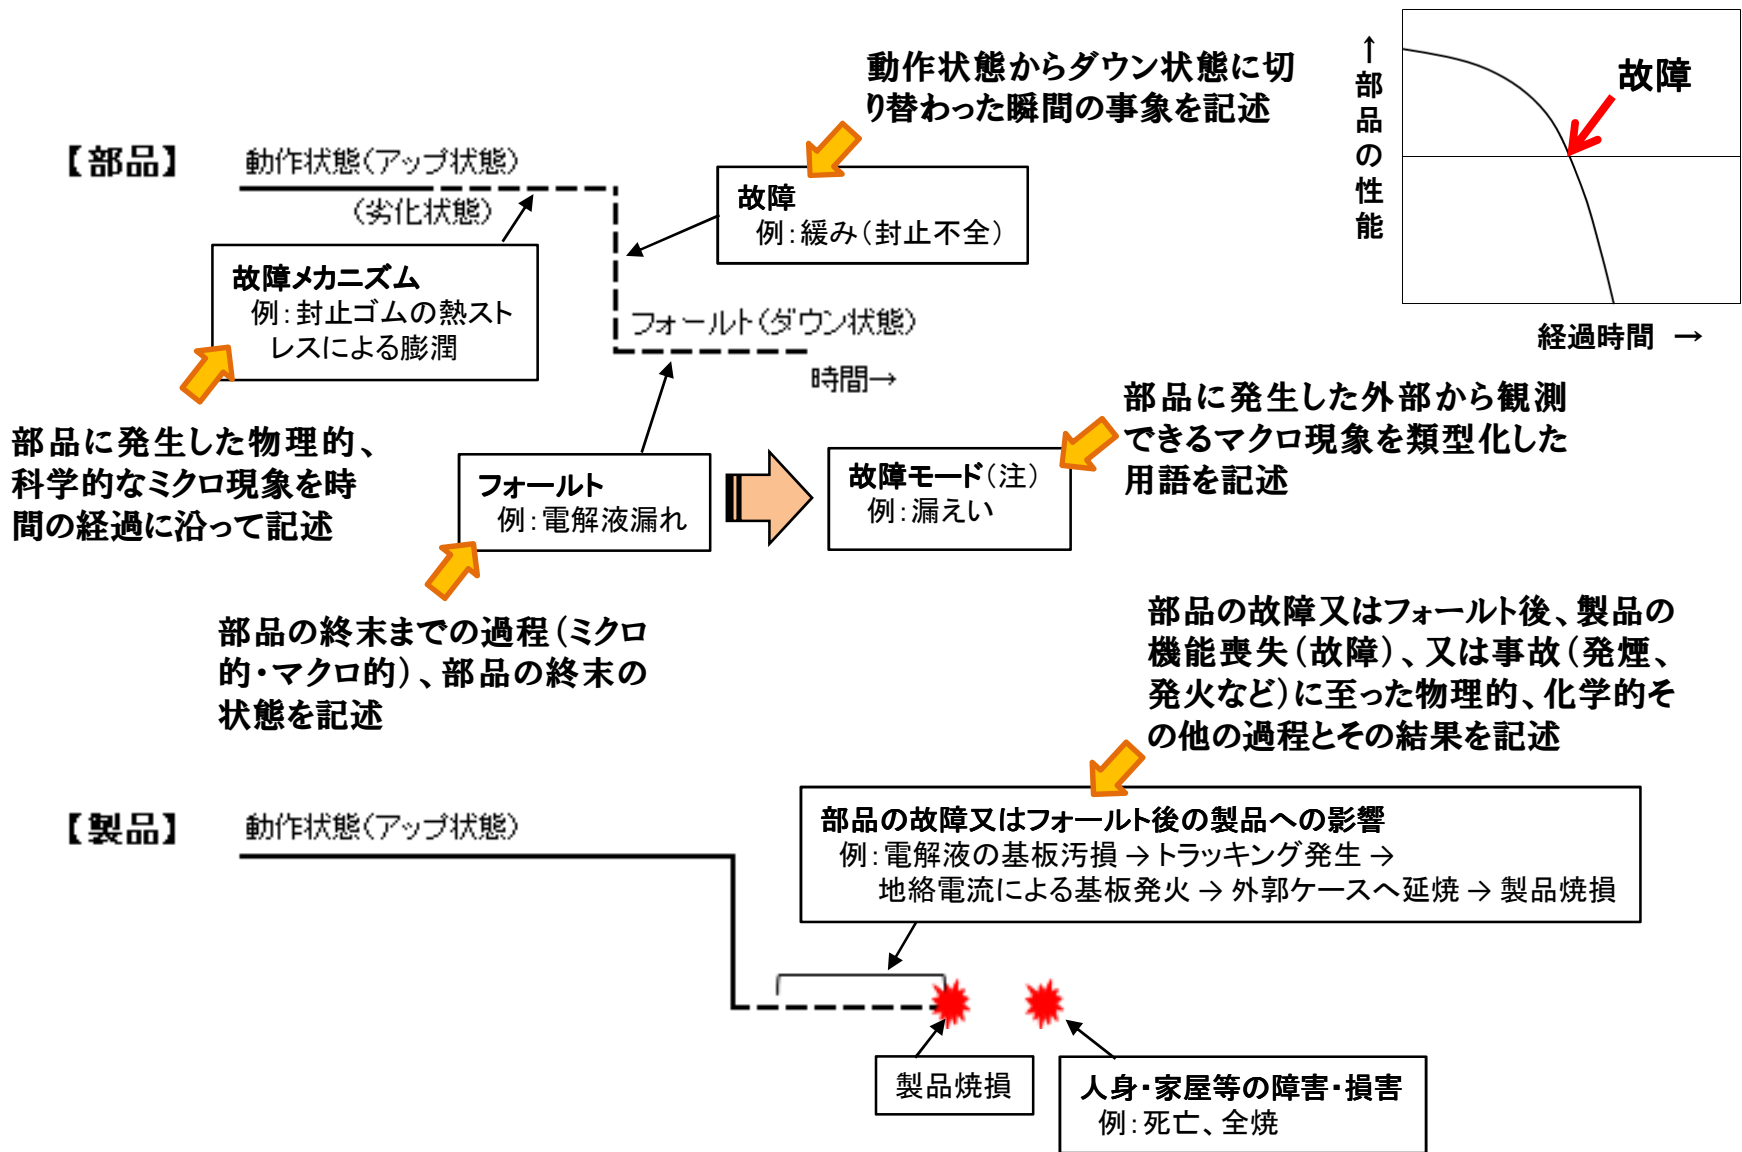 動作状態からダウン状態に切
り替わった瞬間の事象を記述
↑部品の性能
故障
経過時間 →
【部品】
動作状態(アップ状態)
(劣化状態)
故障
例:緩み(封止不全)
故障メカニズム
例:封止ゴムの熱スト
レスによる膨潤
フォールト(ダウン状態)
時間→
部品に発生した物理的、
科学的なミクロ現象を時
間の経過に沿って記述
フォールト
例:電解液漏れ
故障モード(注)
例:漏えい
部品に発生した外部から観測
できるマクロ現象を類型化した
用語を記述
部品の終末までの過程(ミクロ
的・マクロ的)、部品の終末の
状態を記述
部品の故障又はフォールト後、製品の
機能喪失(故障)、又は事故(発煙、
発火など)に至った物理的、化学的そ
の他の過程とその結果を記述
【製品】
動作状態(アップ状態)
部品の故障又はフォールト後の製品への影響
例:電解液の基板汚損 → トラッキング発生 →
地絡電流による基板発火 → 外郭ケースへ延焼 → 製品焼損
製品焼損
人身・家屋等の障害・損害
例:死亡、全焼